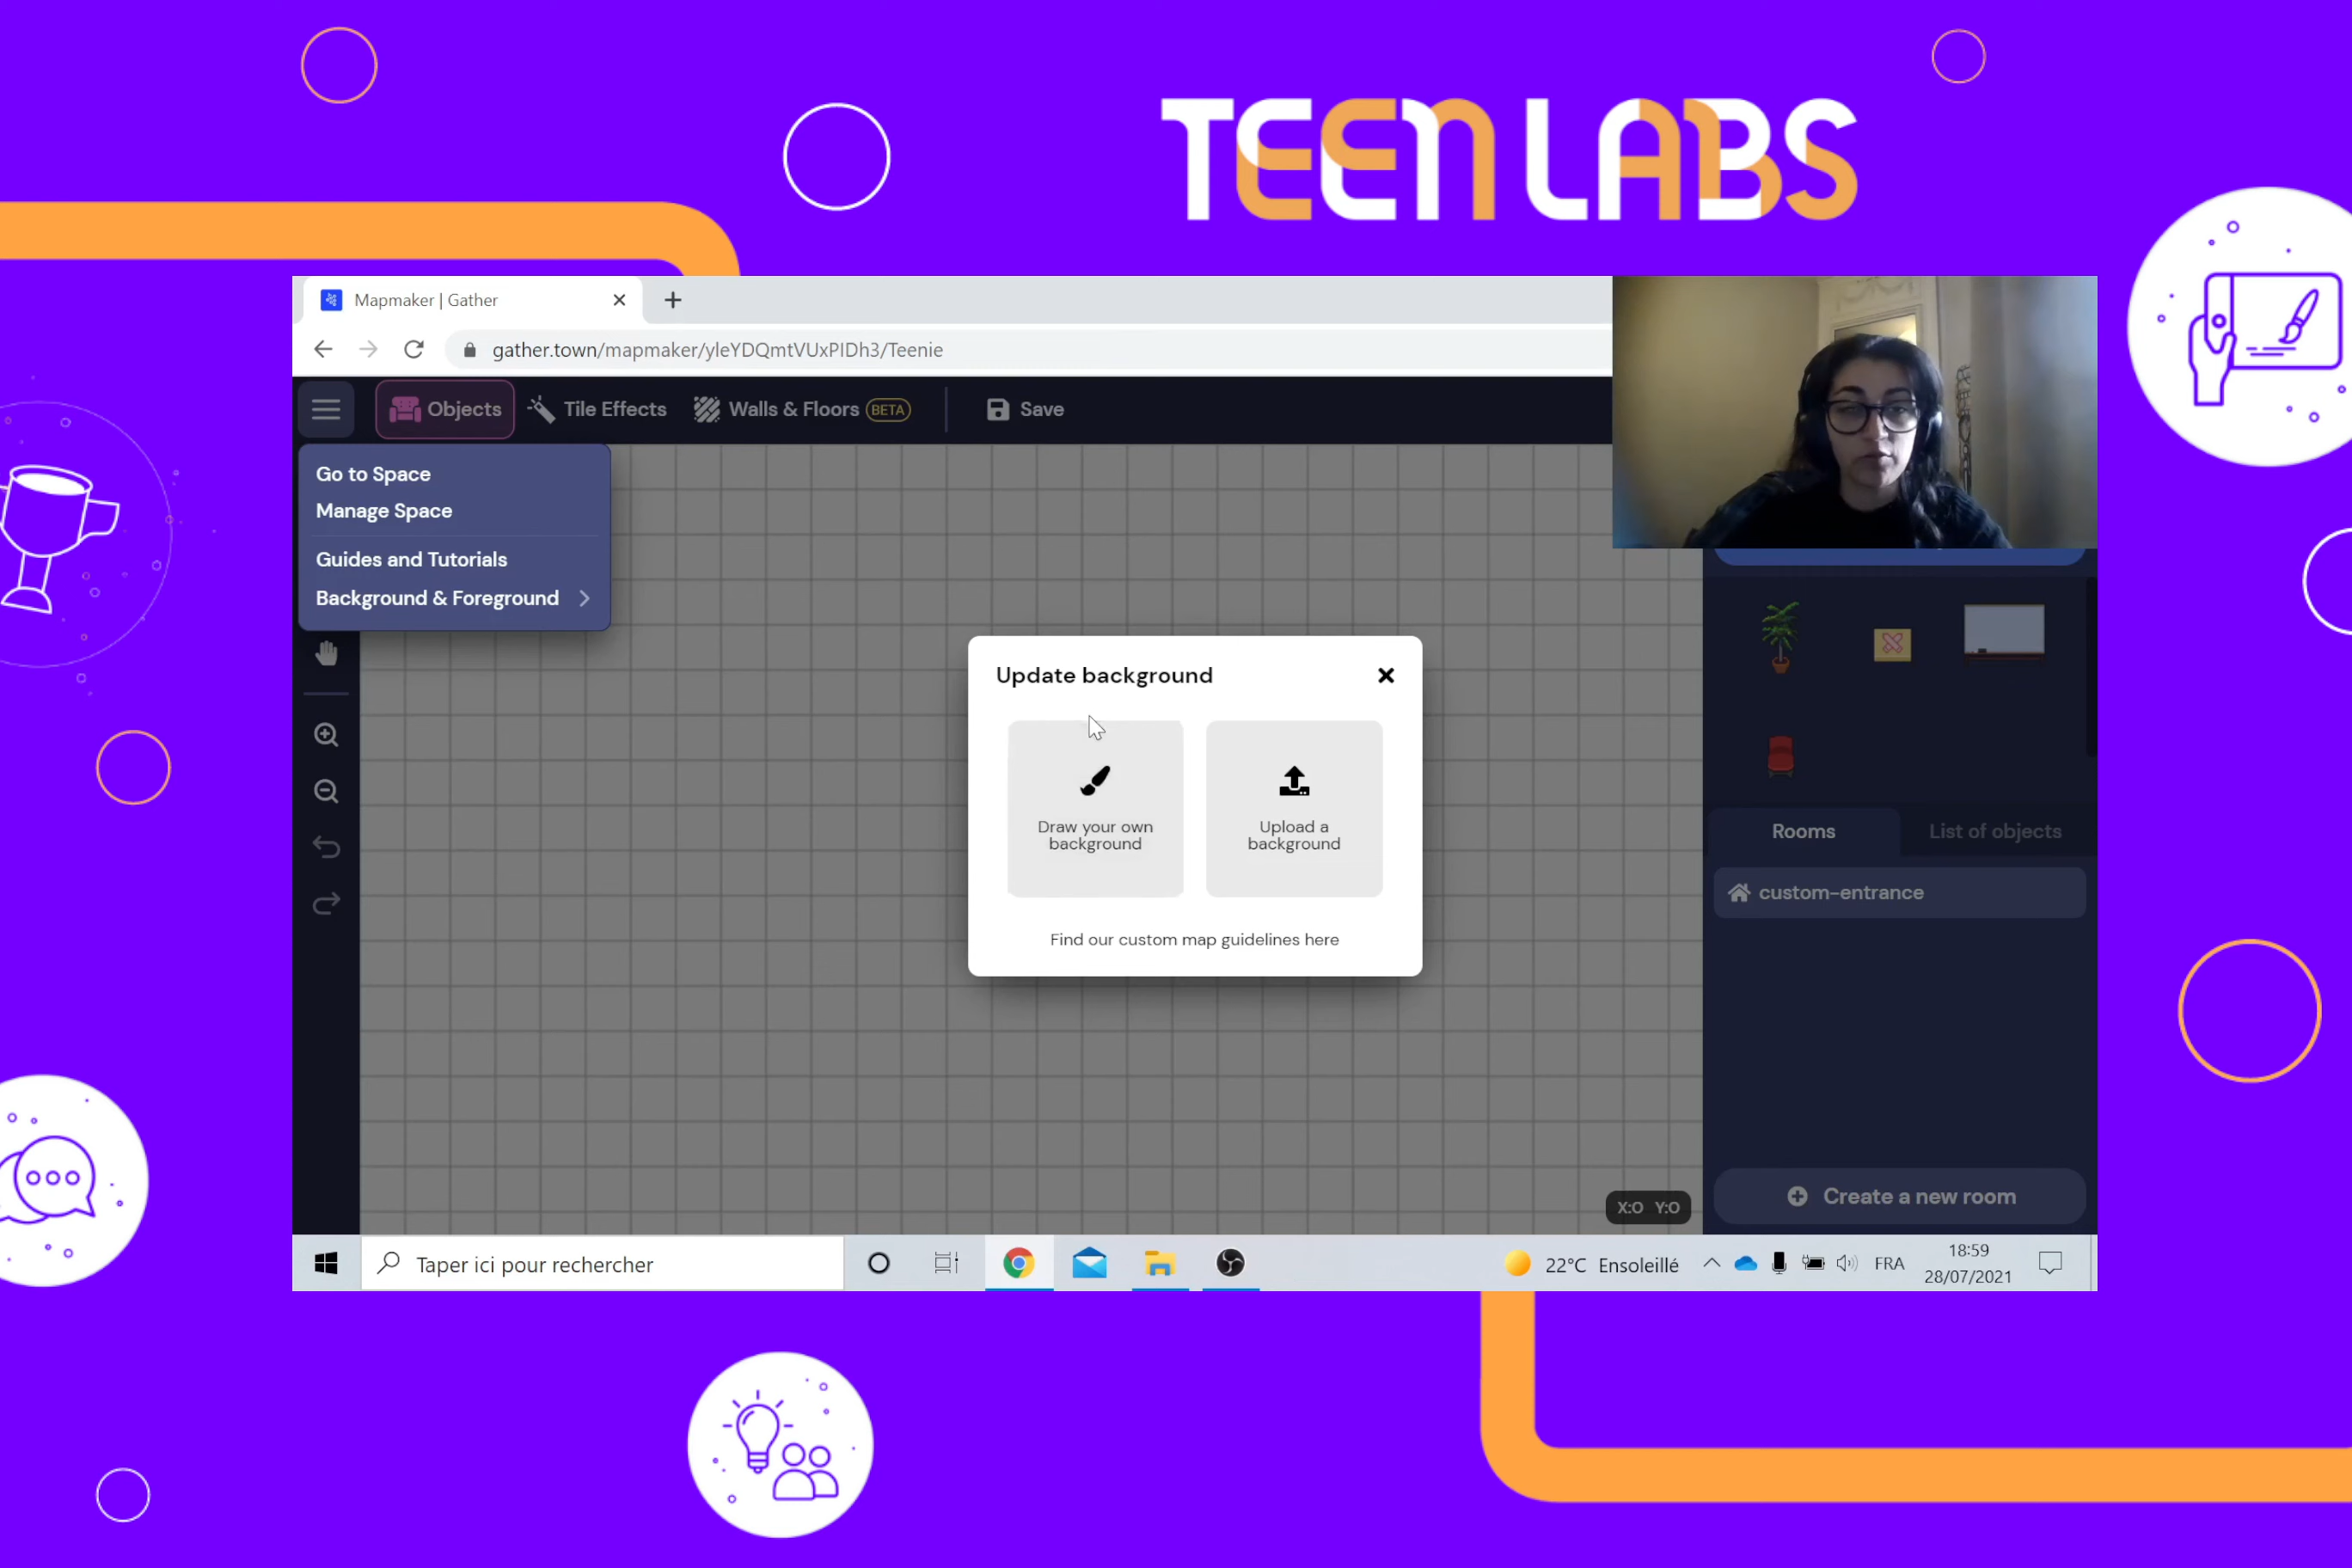 TEEN LABS
Mapmaker | Gather
gather.town/mapmaker/yleYDQmtVUxPIDh3/Teenie
Objects
Tile Effects
Walls & Floors BETA
Save
Go to Space
Manage Space
Guides and Tutorials
Background & Foreground
Update background
Draw your own
background
Upload a
background
Find our custom map guidelines here
Rooms
List of objects
custom-entrance
Create a new room
X:0 Y:0
Taper ici pour rechercher
22°C Ensoleillé
FRA
18:59
28/07/2021